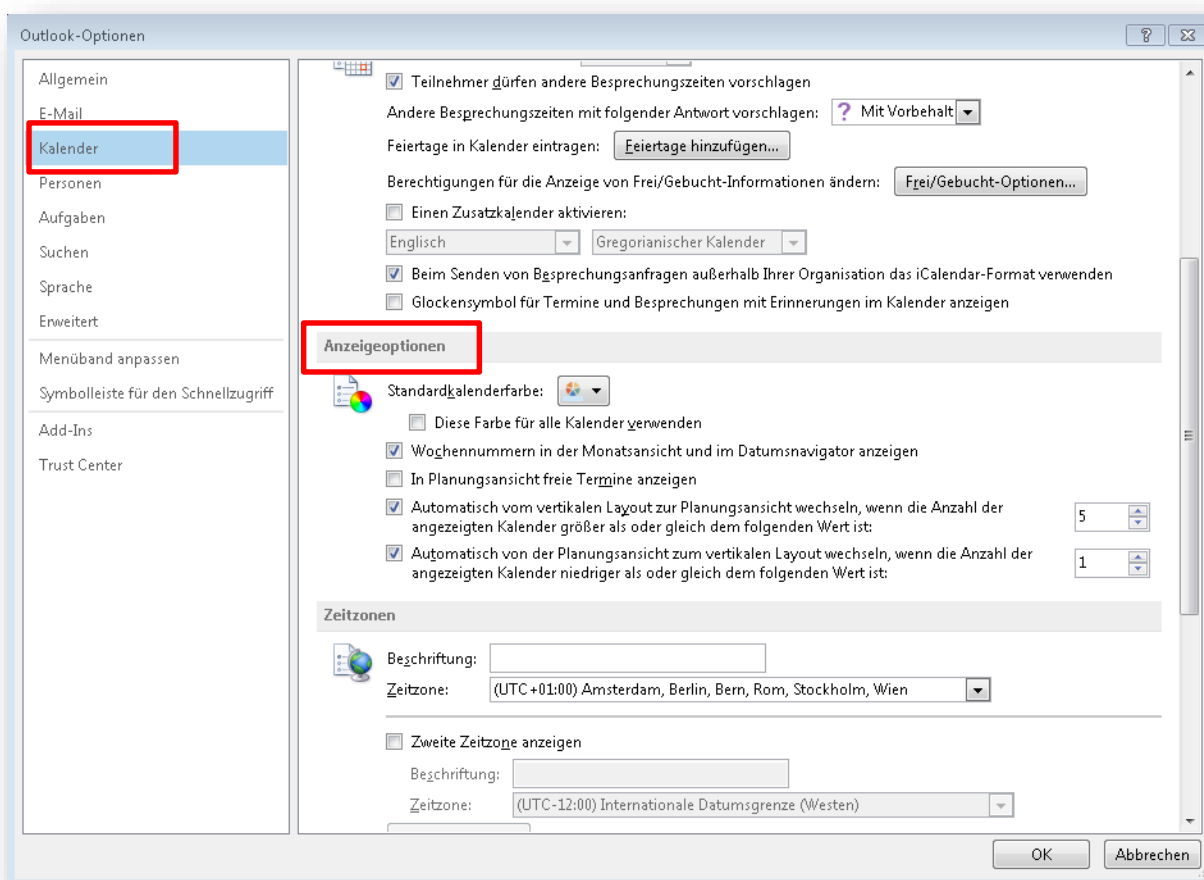 Outlook-Optionen
Allgemein
E-Mail
Kalender
Personen
Aufgaben
Suchen
Sprache
Erweitert
Menüband anpassen
Symbolleiste für den Schnellzugriff
Add-Ins
Trust Center
Teilnehmer dürfen andere Besprechungszeiten vorschlagen
Andere Besprechungszeiten mit folgender Antwort vorschlagen: ? Mit Vorbehalt
Feiertage in Kalender eintragen: Feiertage hinzufügen...
Berechtigungen für die Anzeige von Frei/Gebucht-Informationen ändern: Frei/Gebucht-Optionen...
Einen Zusatzkalender aktivieren:
Englisch Gregorianischer Kalender
Beim Senden von Besprechungsanfragen außerhalb Ihrer Organisation das iCalendar-Format verwenden
Glockensymbol für Termine und Besprechungen mit Erinnerungen im Kalender anzeigen
Anzeigeoptionen
Standardkalenderfarbe:
Diese Farbe für alle Kalender verwenden
Wochennummern in der Monatsansicht und im Datumsnavigator anzeigen
In Planungsansicht freie Termine anzeigen
Automatisch vom vertikalen Layout zur Planungsansicht wechseln, wenn die Anzahl der
angezeigten Kalender größer als oder gleich dem folgenden Wert ist: 5
Automatisch von der Planungsansicht zum vertikalen Layout wechseln, wenn die Anzahl der
angezeigten Kalender niedriger als oder gleich dem folgenden Wert ist: 1
Zeitzonen
Beschriftung:
Zeitzone: (UTC+01:00) Amsterdam, Berlin, Bern, Rom, Stockholm, Wien
Zweite Zeitzone anzeigen
Beschriftung:
Zeitzone: (UTC-12:00) Internationale Datumsgrenze (Westen)
OK Abbrechen